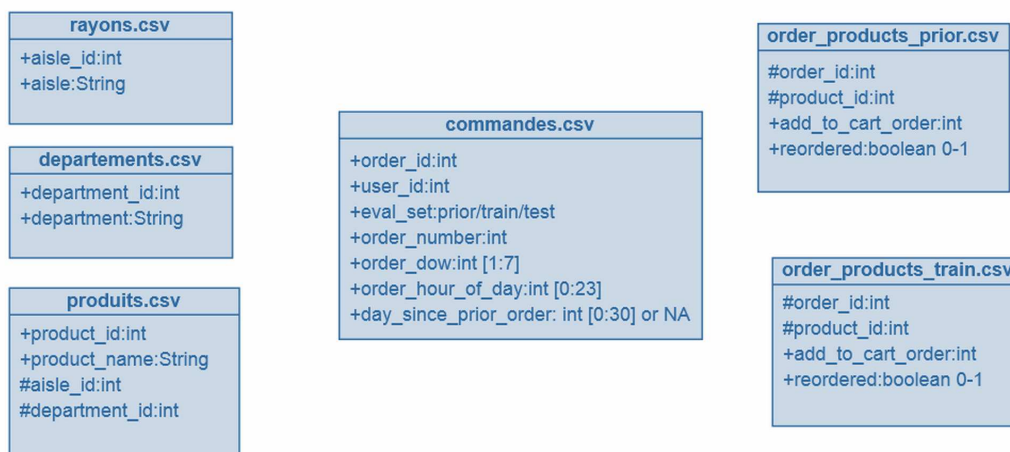 rayons.csv
+aisle_id:int
+aisle:String
departements.csv
+department_id:int
+department:String
produits.csv
+product_id:int
+product_name:String
#aisle_id:int
#department_id:int
commandes.csv
+order_id:int
+user_id:int
+eval_set:prior/train/test
+order_number:int
+order_dow:int [1:7]
+order_hour_of_day:int [0:23]
+day_since_prior_order: int [0:30] or NA
order_products_prior.csv
#order_id:int
#product_id:int
+add_to_cart_order:int
+reordered:boolean 0-1
order_products_train.csv
#order_id:int
#product_id:int
+add_to_cart_order:int
+reordered:boolean 0-1